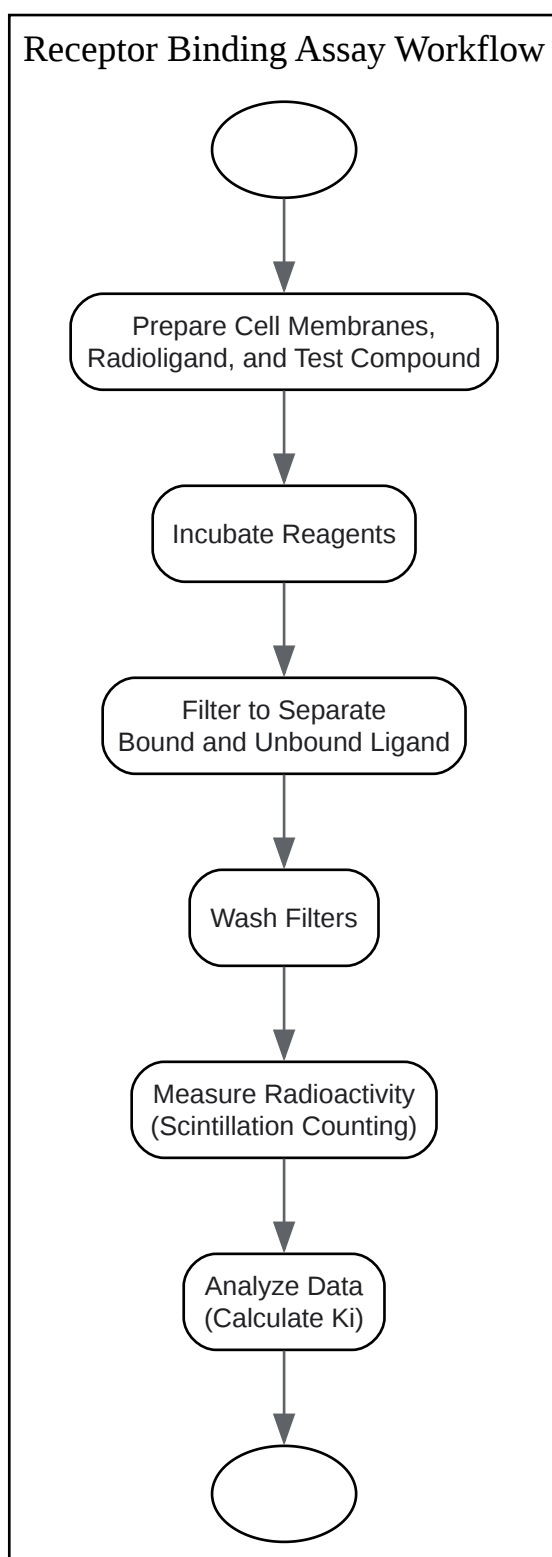 Receptor Binding Assay Workflow
Prepare Cell Membranes,
Radioligand, and Test Compound
Incubate Reagents
Filter to Separate
Bound and Unbound Ligand
Wash Filters
Measure Radioactivity
(Scintillation Counting)
Analyze Data
(Calculate Ki)